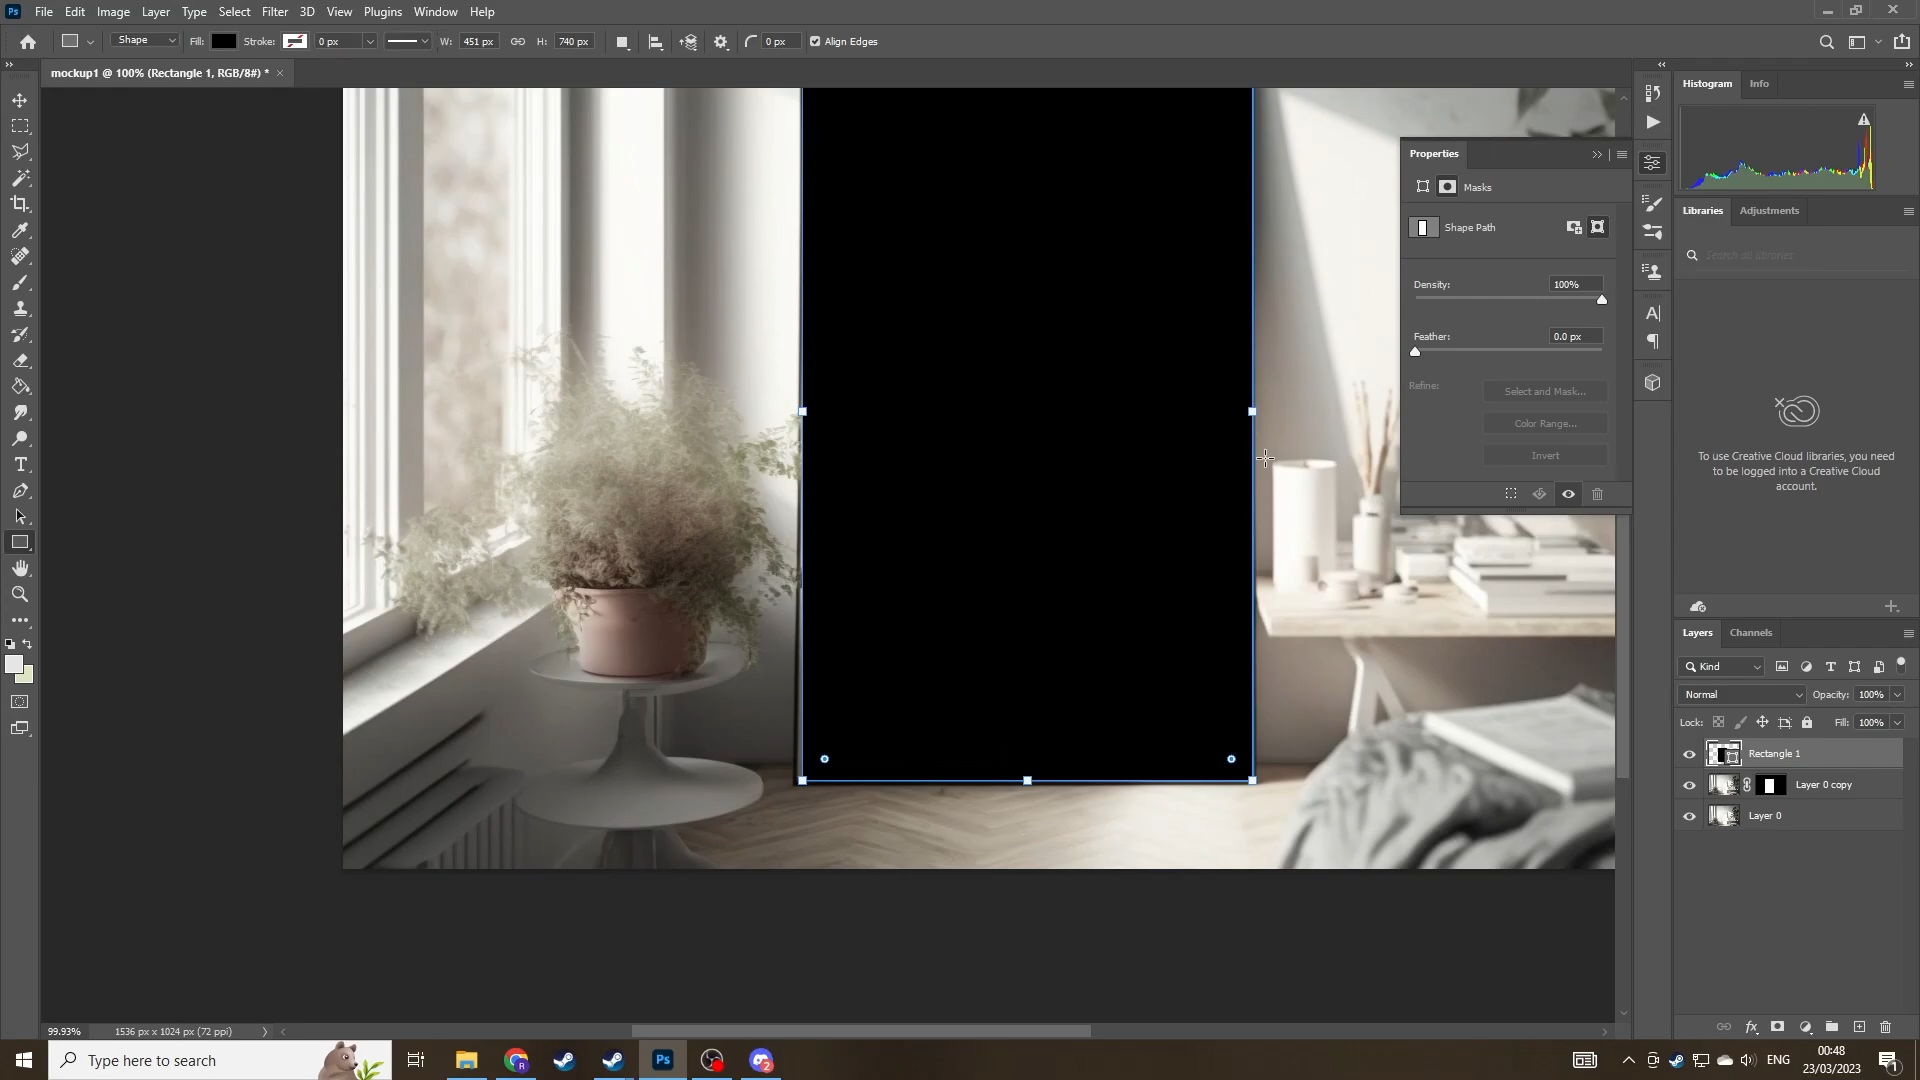 Ps File Edit Image Layer Type Select Filter 3D View Plugins Window Help
Shape Fill: Stroke: 0 px W: 451 px H: 740 px 0 px Align Edges
mockup1 @ 100% (Rectangle 1, RGB/8#) * ×
Histogram Info
Properties
Masks
Shape Path
Density: 100%
Feather: 0.0 px
Refine: Select and Mask...
Color Range...
Invert
Libraries Adjustments
Search all libraries
To use Creative Cloud libraries, you need
to be logged into a Creative Cloud
account.
Layers Channels
Kind
Normal Opacity: 100%
Lock: Fill: 100%
Rectangle 1
Layer 0 copy
Layer 0
99.93% 1536 px x 1024 px (72 ppi)
Type here to search
Ps
2
ENG
00:48
23/03/2023
1